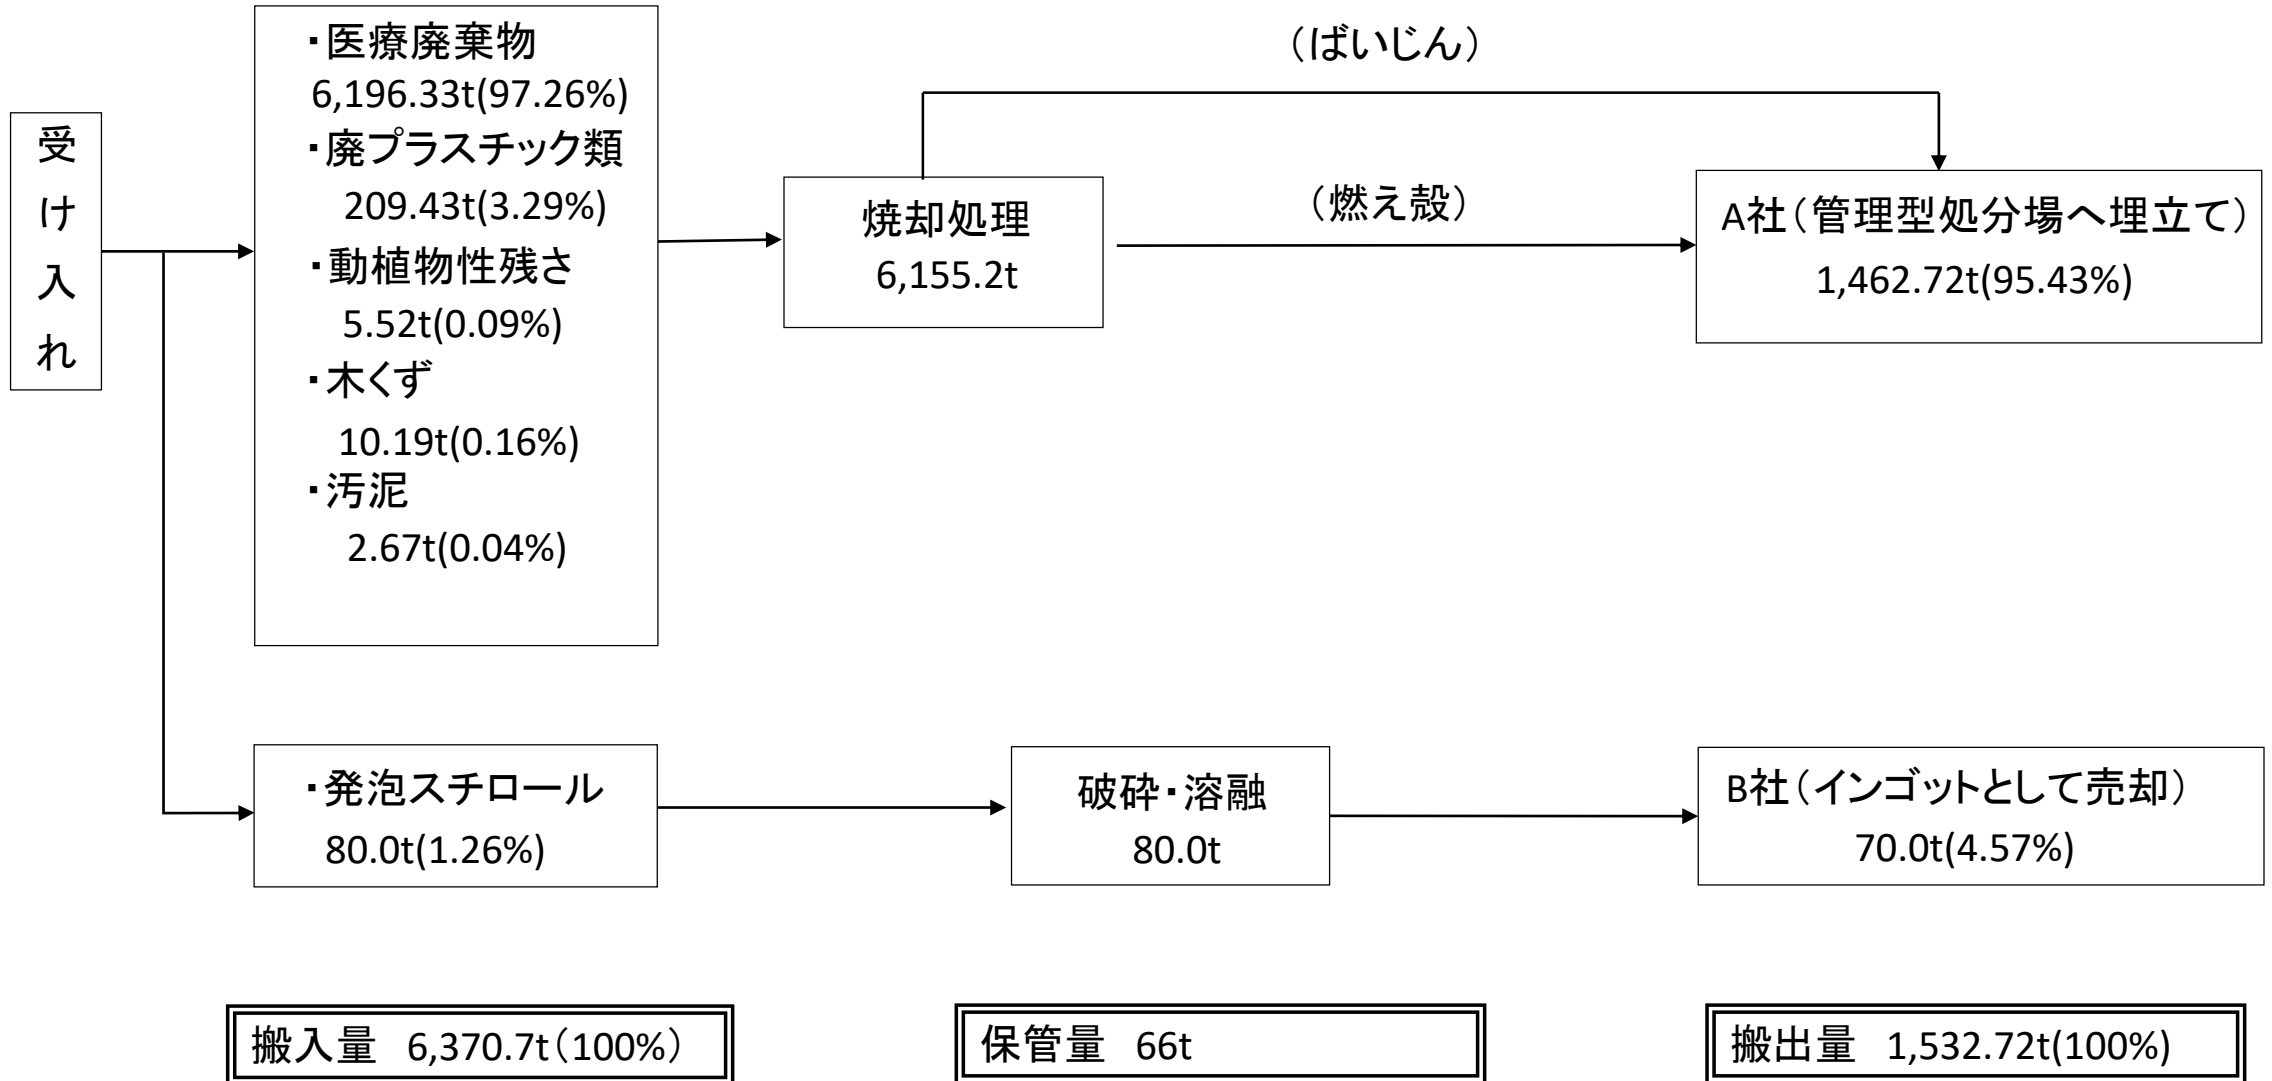 受け入れ
・医療廃棄物
6,196.33t(97.26%)
・廃プラスチック類
209.43t(3.29%)
・動植物性残さ
5.52t(0.09%)
・木くず
10.19t(0.16%)
・汚泥
2.67t(0.04%)
（ばいじん）
焼却処理
6,155.2t
（燃え殻）
A社（管理型処分場へ埋立て）
1,462.72t(95.43%)
・発泡スチロール
80.0t(1.26%)
破砕・溶融
80.0t
B社（インゴットとして売却）
70.0t(4.57%)
搬入量 6,370.7t（100%）
保管量 66t
搬出量 1,532.72t(100%)